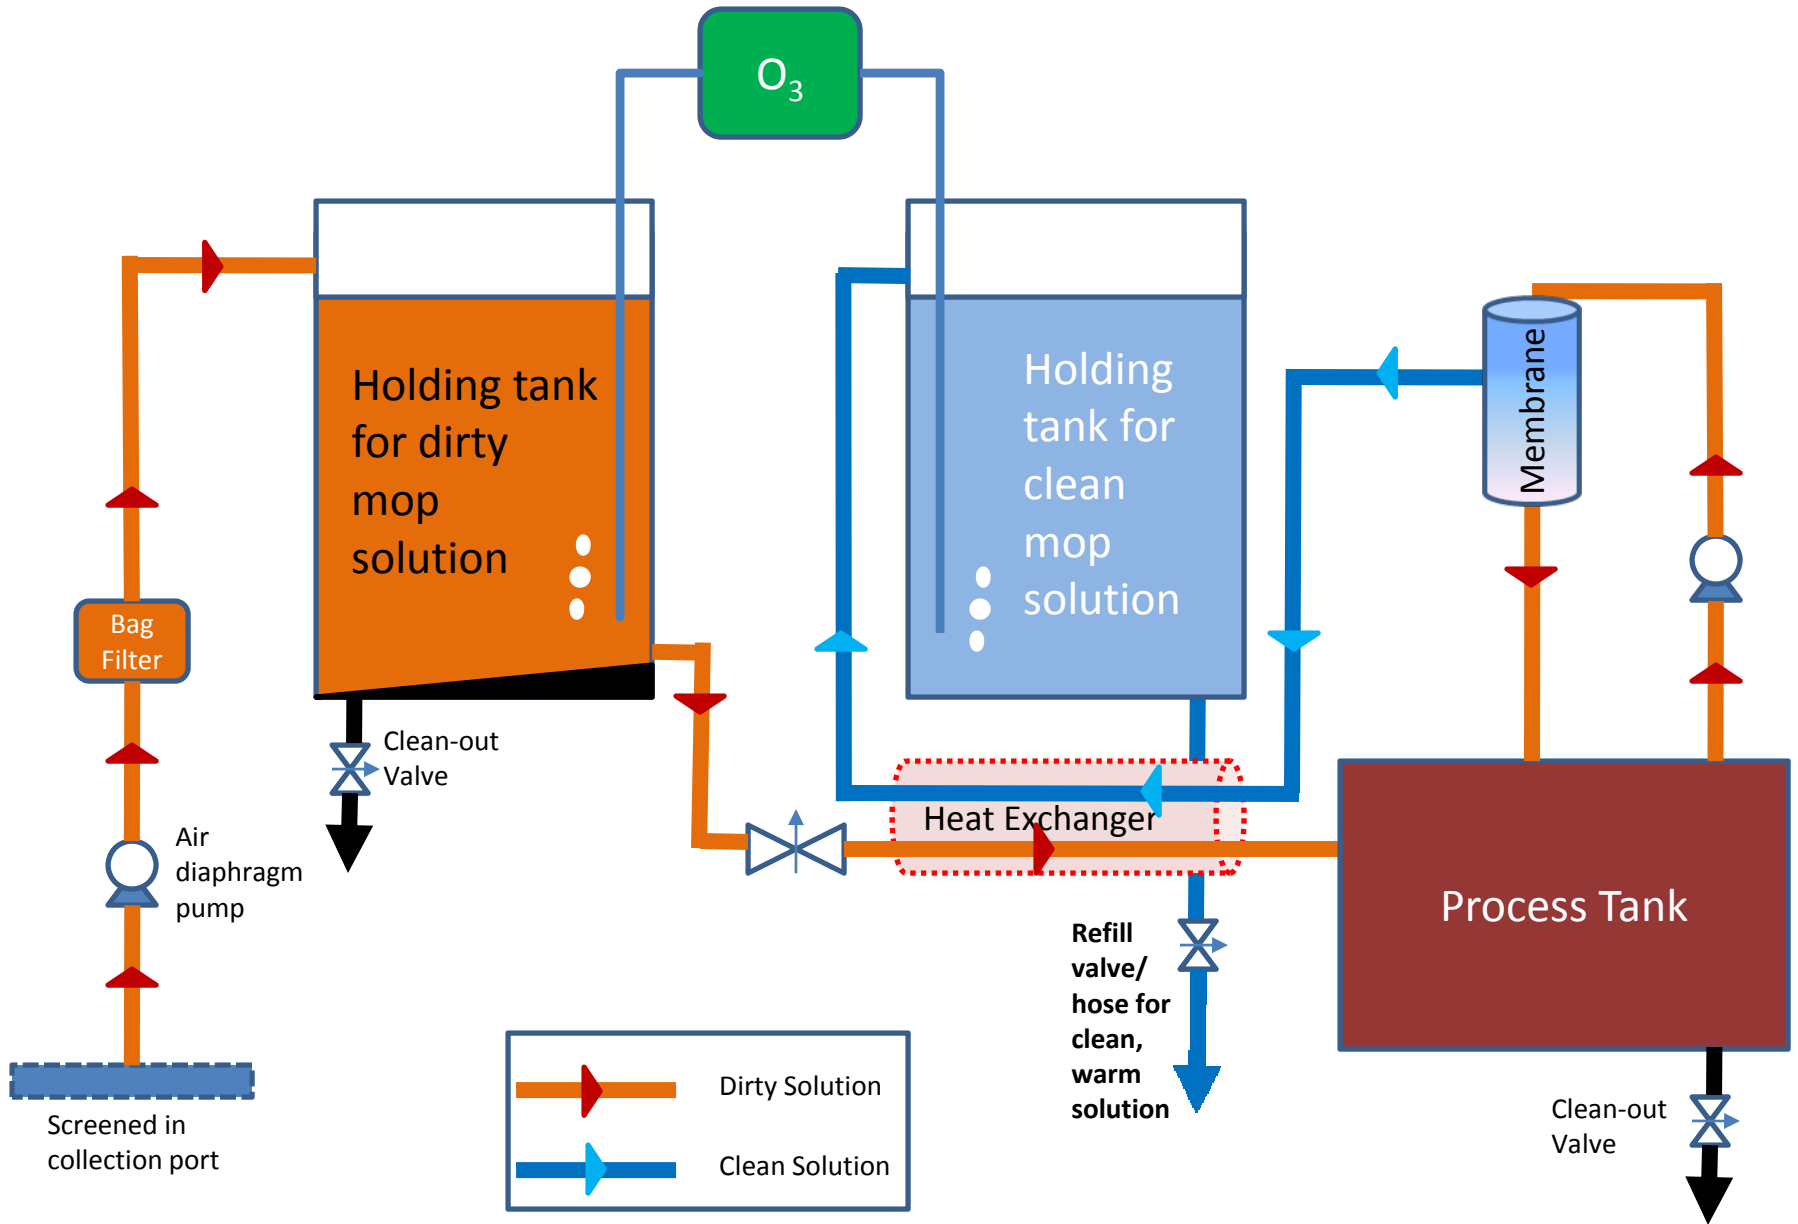 O₃
Holding tank
for dirty
mop
solution
Holding
tank for
clean
mop
solution
Membrane
Bag
Filter
Clean-out
Valve
Air
diaphragm
pump
Heat Exchanger
Process Tank
Refill
valve/
hose for
clean,
warm
solution
Screened in
collection port
Dirty Solution
Clean Solution
Clean-out
Valve